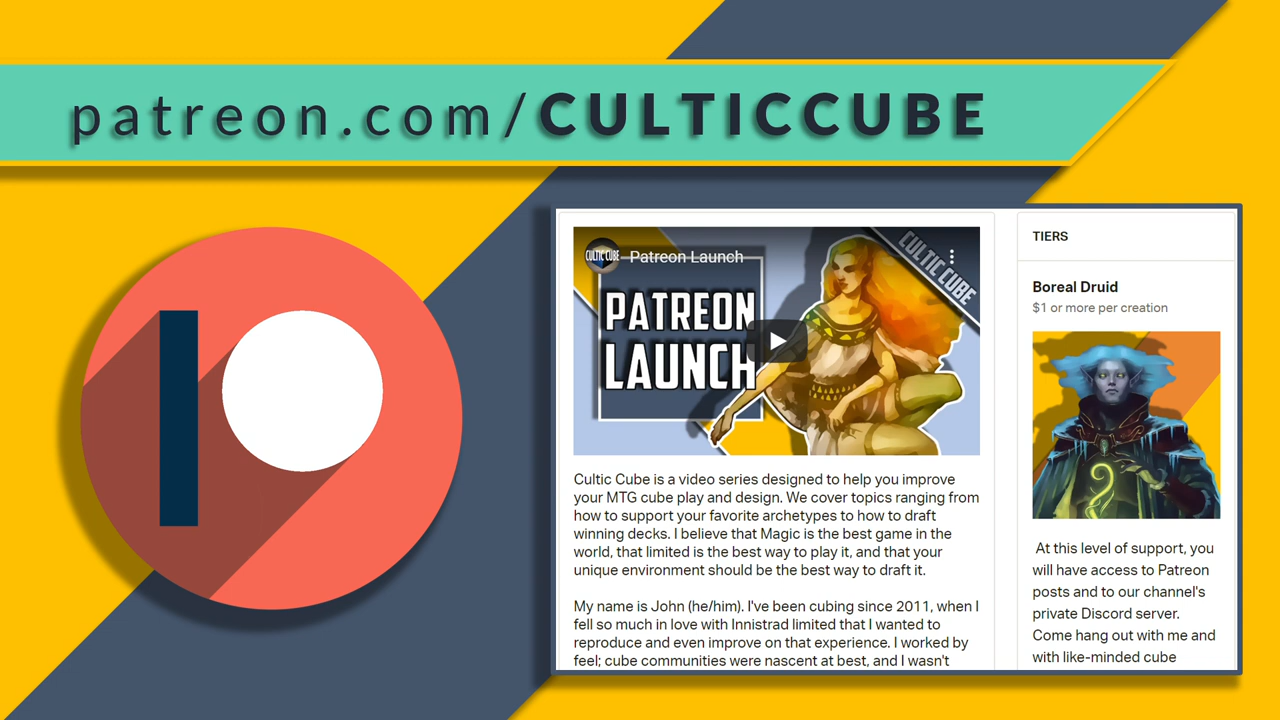 patreon.com/CULTICCUBE
CULTIC CUBE
Patreon Launch
PATREON
LAUNCH
CULTIC CUBE
Cultic Cube is a video series designed to help you improve
your MTG cube play and design. We cover topics ranging from
how to support your favorite archetypes to how to draft
winning decks. I believe that Magic is the best game in the
world, that limited is the best way to play it, and that your
unique environment should be the best way to draft it.
My name is John (he/him). I've been cubing since 2011, when I
fell so much in love with Innistrad limited that I wanted to
reproduce and even improve on that experience. I worked by
feel; cube communities were nascent at best, and I wasn't
TIERS
Boreal Druid
$1 or more per creation
At this level of support, you
will have access to Patreon
posts and to our channel's
private Discord server.
Come hang out with me and
with like-minded cube